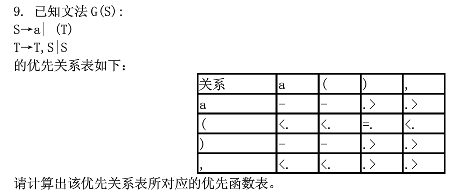 9. 已知文法G(S):
S→a| (T)
T→T,S|S
的优先关系表如下:
关系 a ( ) ,
a - - .> .>
( <. <. =. <.
) - - .> .>
, <. <. .> .>
请计算出该优先关系表所对应的优先函数表。